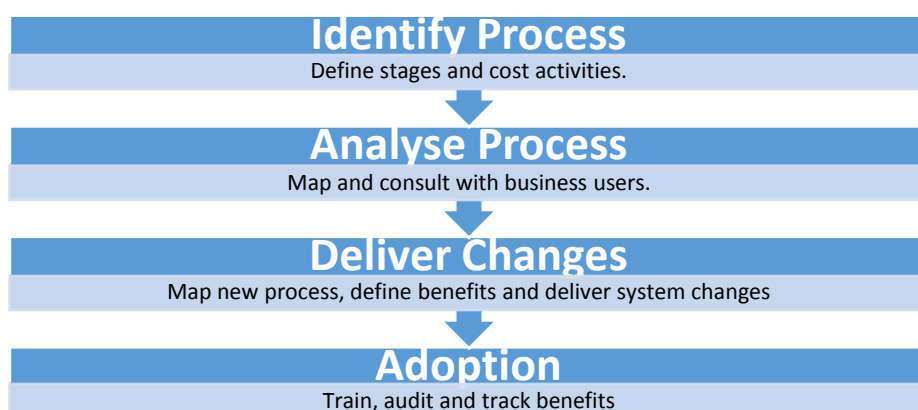 Identify Process
Define stages and cost activities.
Analyse Process
Map and consult with business users.
Deliver Changes
Map new process, define benefits and deliver system changes
Adoption
Train, audit and track benefits